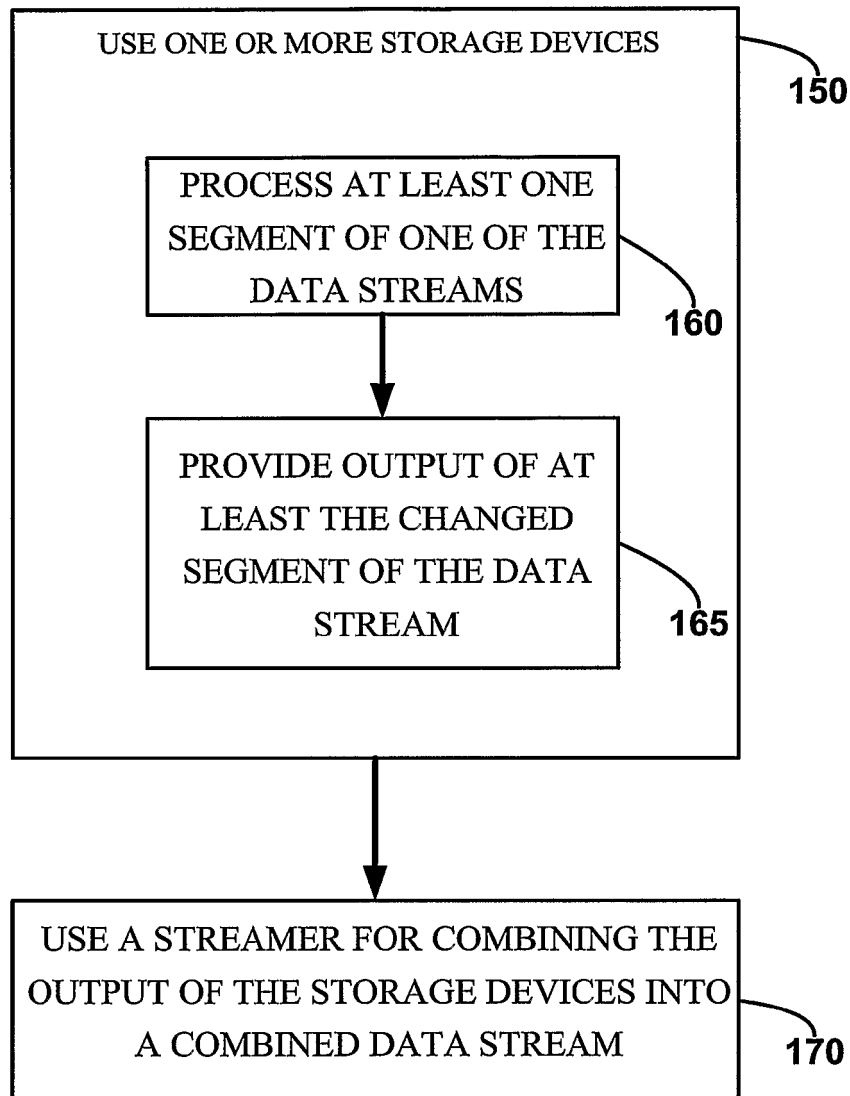 USE ONE OR MORE STORAGE DEVICES
150
PROCESS AT LEAST ONE
SEGMENT OF ONE OF THE
DATA STREAMS
160
PROVIDE OUTPUT OF AT
LEAST THE CHANGED
SEGMENT OF THE DATA
STREAM
165
USE A STREAMER FOR COMBINING THE
OUTPUT OF THE STORAGE DEVICES INTO
A COMBINED DATA STREAM
170